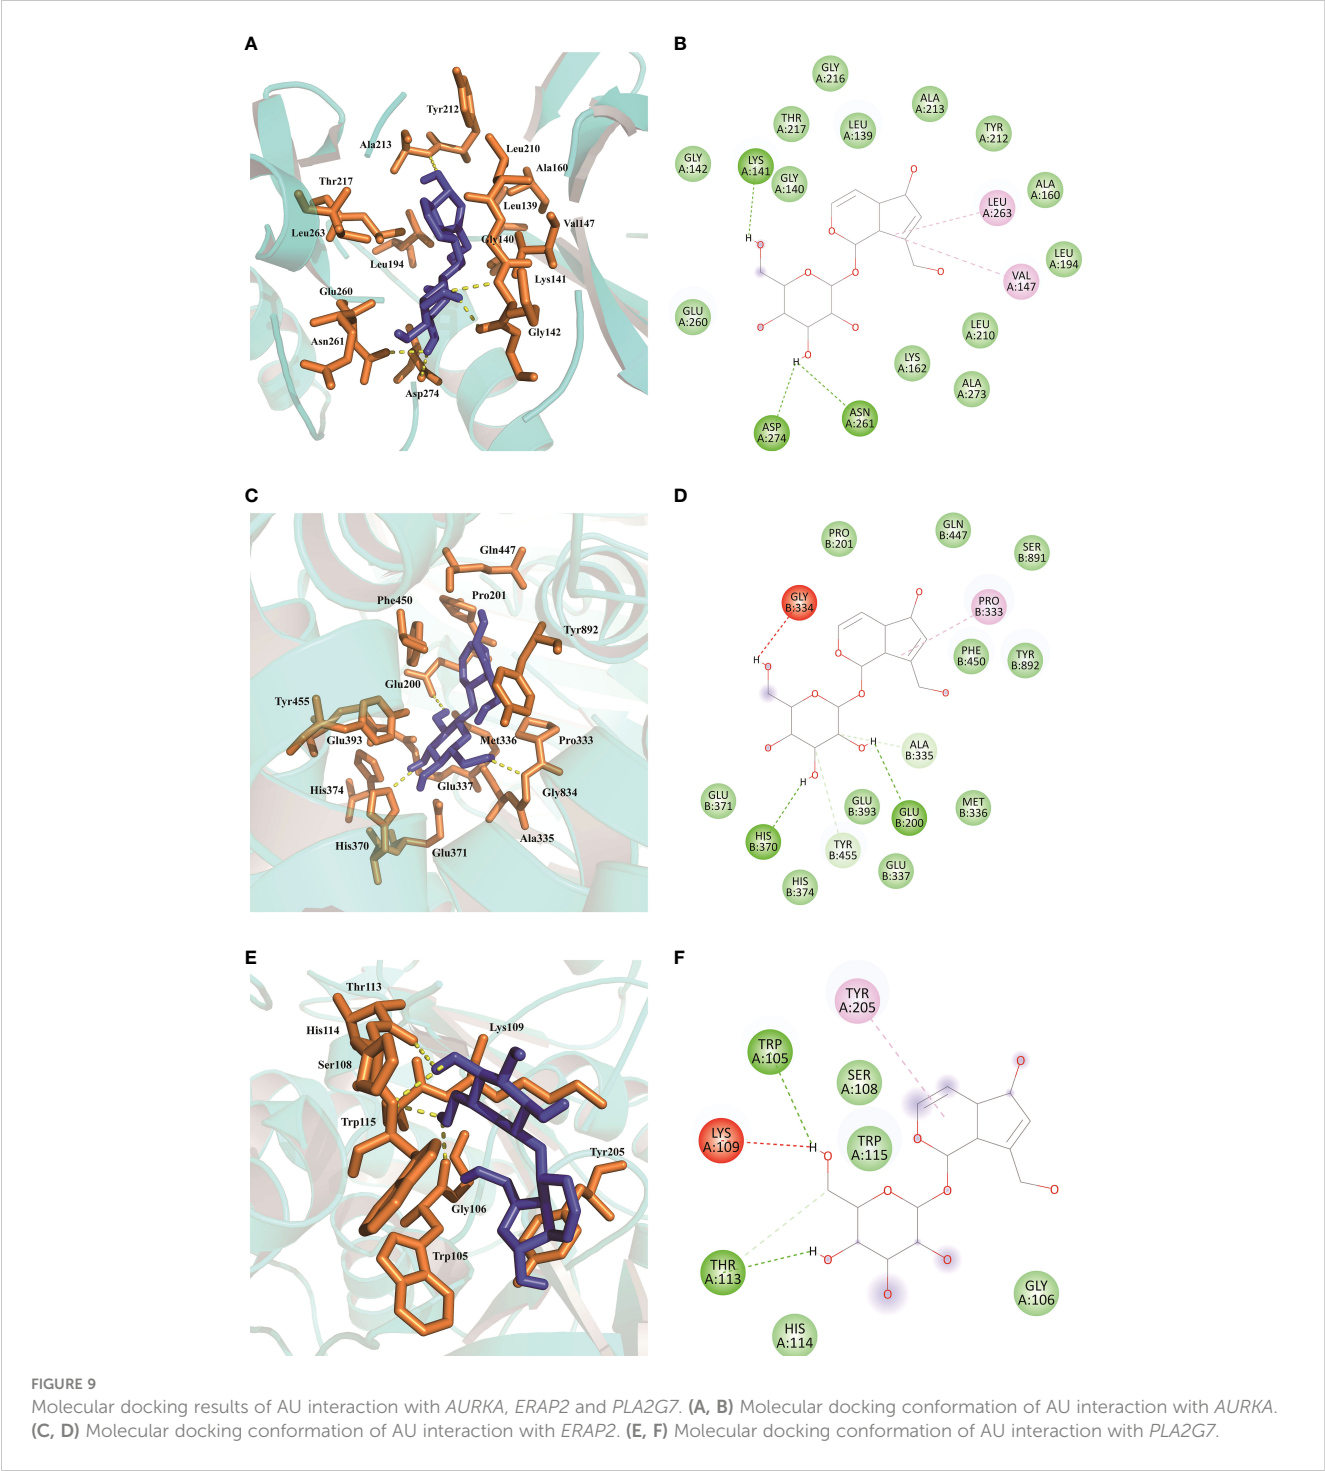 A
Tyr212
Ala213
Leu210
Ala160
Thr217
Leu139
Val147
Leu263
Gly140
Leu194
Lys141
Glu260
Gly142
Asn261
Asp274
B
GLY
A:216
ALA
A:213
THR
A:217
LEU
A:139
TYR
A:212
GLY
A:142
LYS
A:141
GLY
A:140
ALA
A:160
LEU
A:263
LEU
A:194
VAL
A:147
GLU
A:260
LEU
A:210
LYS
A:162
ALA
A:273
ASP
A:274
ASN
A:261
O
O
O
O
O
O
O
O
O
H
H
C
Gln447
Phe450
Pro201
Tyr892
Glu200
Tyr455
Glu393
Met336
Pro333
His374
Glu337
Gly834
Ala335
His370
Glu371
D
PRO
B:201
GLN
B:447
SER
B:891
GLY
B:334
PRO
B:333
PHE
B:450
TYR
B:892
ALA
B:335
GLU
B:371
GLU
B:393
GLU
B:200
MET
B:336
HIS
B:370
TYR
B:455
GLU
B:337
HIS
B:374
O
O
O
O
O
O
O
O
O
H
H
H
E
Thr113
His114
Lys109
Ser108
Trp115
Tyr205
Gly106
Trp105
F
TYR
A:205
TRP
A:105
SER
A:108
LYS
A:109
TRP
A:115
THR
A:113
GLY
A:106
HIS
A:114
O
O
O
O
O
O
O
O
O
H
H
FIGURE 9
Molecular docking results of AU interaction with AURKA, ERAP2 and PLA2G7. (A, B) Molecular docking conformation of AU interaction with AURKA.
(C, D) Molecular docking conformation of AU interaction with ERAP2. (E, F) Molecular docking conformation of AU interaction with PLA2G7.